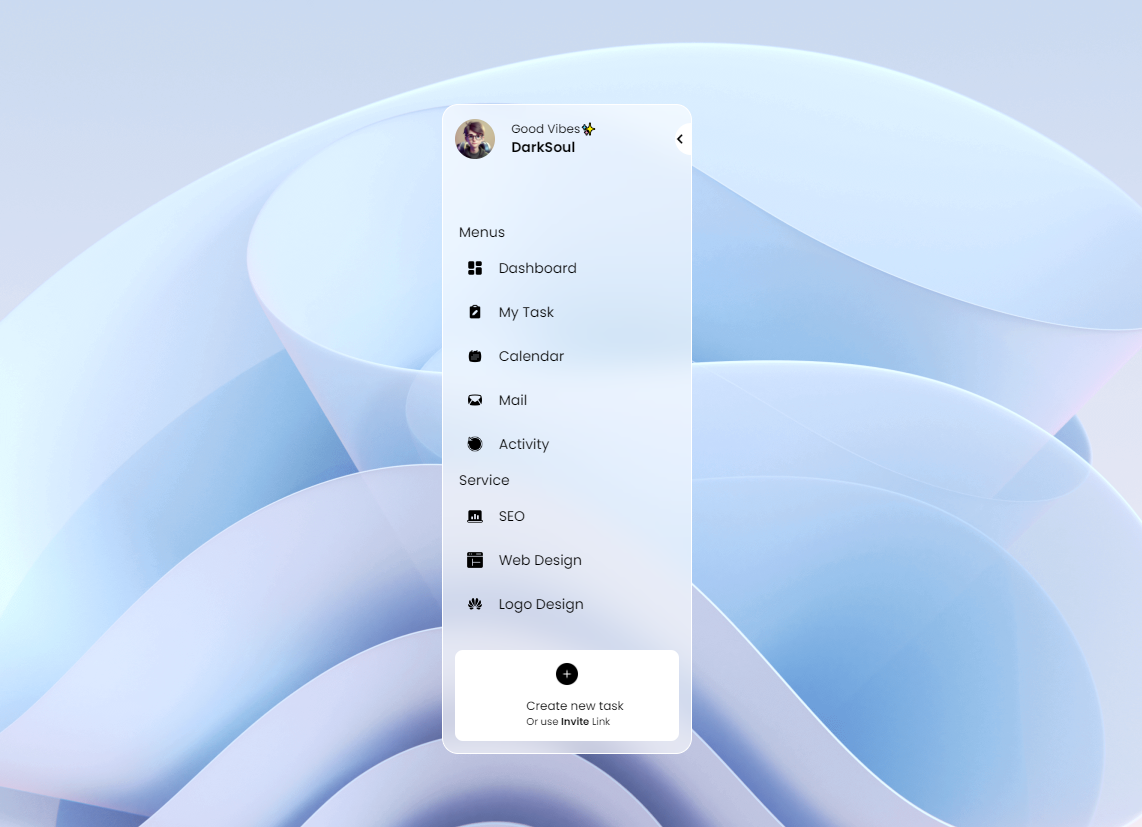 Good Vibes✨
DarkSoul
Menus
Dashboard
My Task
Calendar
Mail
Activity
Service
SEO
Web Design
Logo Design
Create new task
Or use Invite Link